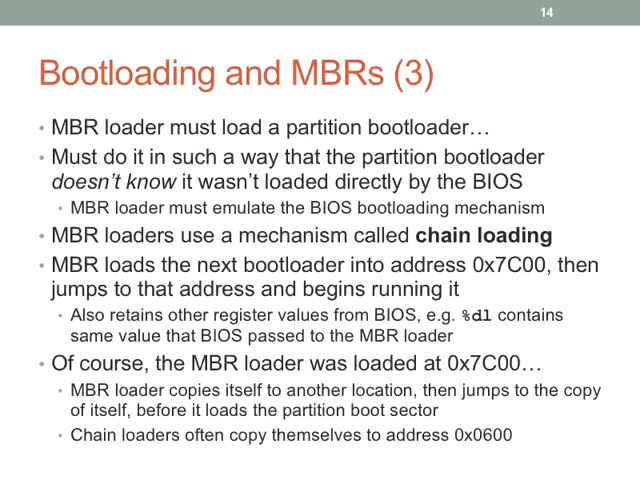 14
Bootloading and MBRs (3)
• MBR loader must load a partition bootloader…
• Must do it in such a way that the partition bootloader
doesn’t know it wasn’t loaded directly by the BIOS
• MBR loader must emulate the BIOS bootloading mechanism
• MBR loaders use a mechanism called chain loading
• MBR loads the next bootloader into address 0x7C00, then
jumps to that address and begins running it
• Also retains other register values from BIOS, e.g. %dl contains
same value that BIOS passed to the MBR loader
• Of course, the MBR loader was loaded at 0x7C00…
• MBR loader copies itself to another location, then jumps to the copy
of itself, before it loads the partition boot sector
• Chain loaders often copy themselves to address 0x0600